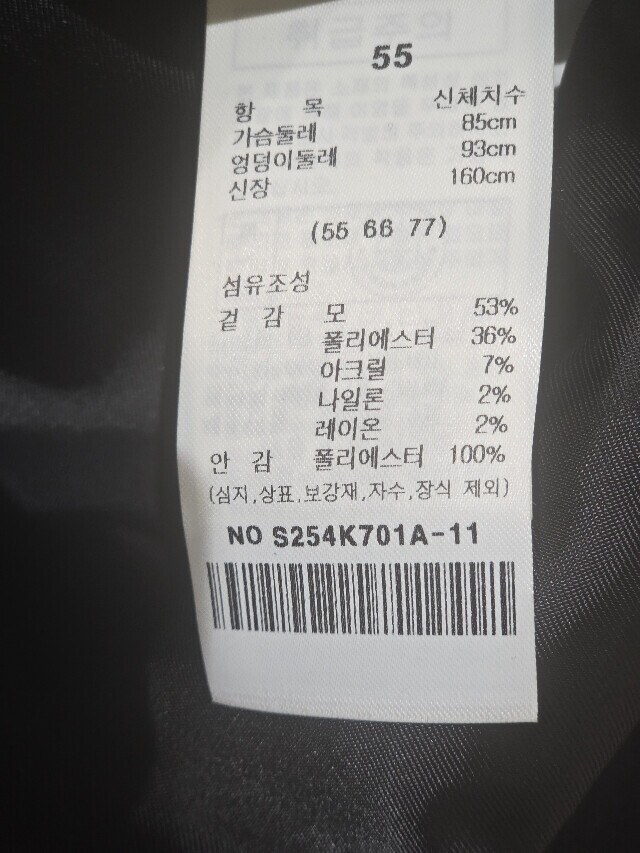 55
항 목 신체치수
가슴둘레 85cm
엉덩이둘레 93cm
신장 160cm
(55 66 77)
섬유조성
겉 감 모 53%
폴리에스터 36%
아크릴 7%
나일론 2%
레이온 2%
안 감 폴리에스터 100%
(심지,상표,보강재,자수,장식 제외)
NO S254K701A-11